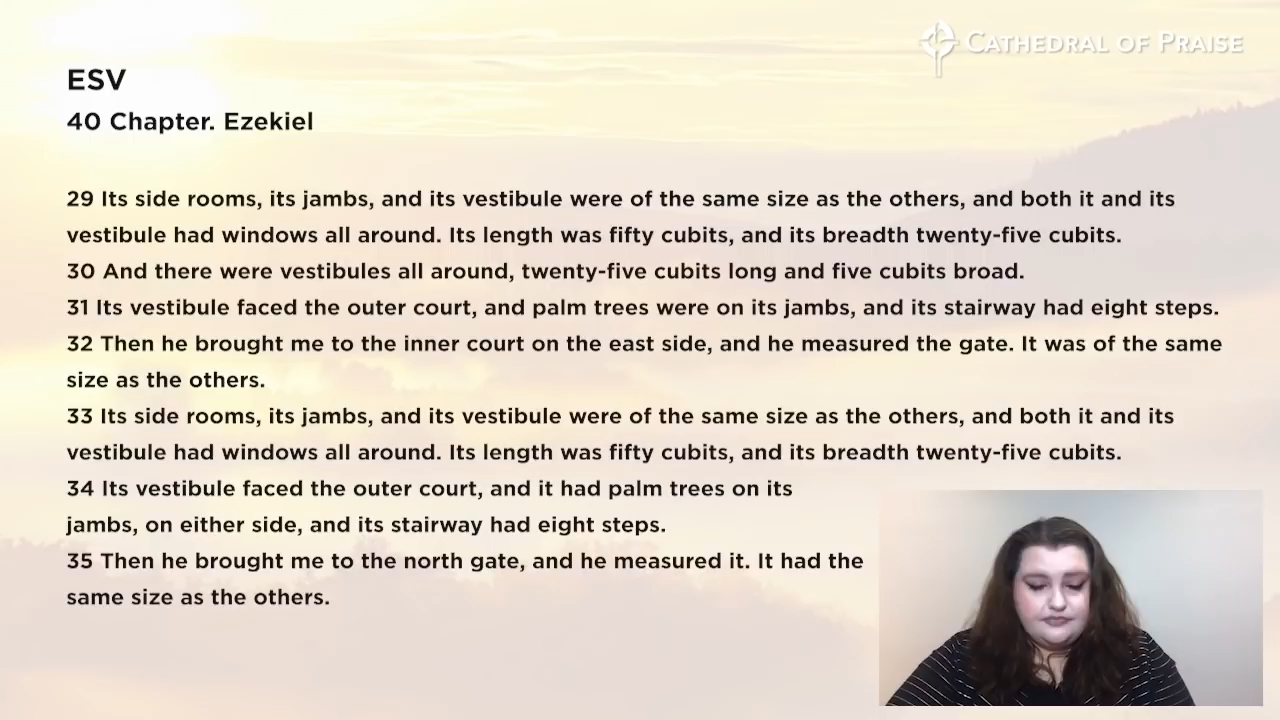 CATHEDRAL OF PRAISE
ESV
40 Chapter. Ezekiel
29 Its side rooms, its jambs, and its vestibule were of the same size as the others, and both it and its
vestibule had windows all around. Its length was fifty cubits, and its breadth twenty-five cubits.
30 And there were vestibules all around, twenty-five cubits long and five cubits broad.
31 Its vestibule faced the outer court, and palm trees were on its jambs, and its stairway had eight steps.
32 Then he brought me to the inner court on the east side, and he measured the gate. It was of the same
size as the others.
33 Its side rooms, its jambs, and its vestibule were of the same size as the others, and both it and its
vestibule had windows all around. Its length was fifty cubits, and its breadth twenty-five cubits.
34 Its vestibule faced the outer court, and it had palm trees on its
jambs, on either side, and its stairway had eight steps.
35 Then he brought me to the north gate, and he measured it. It had the
same size as the others.